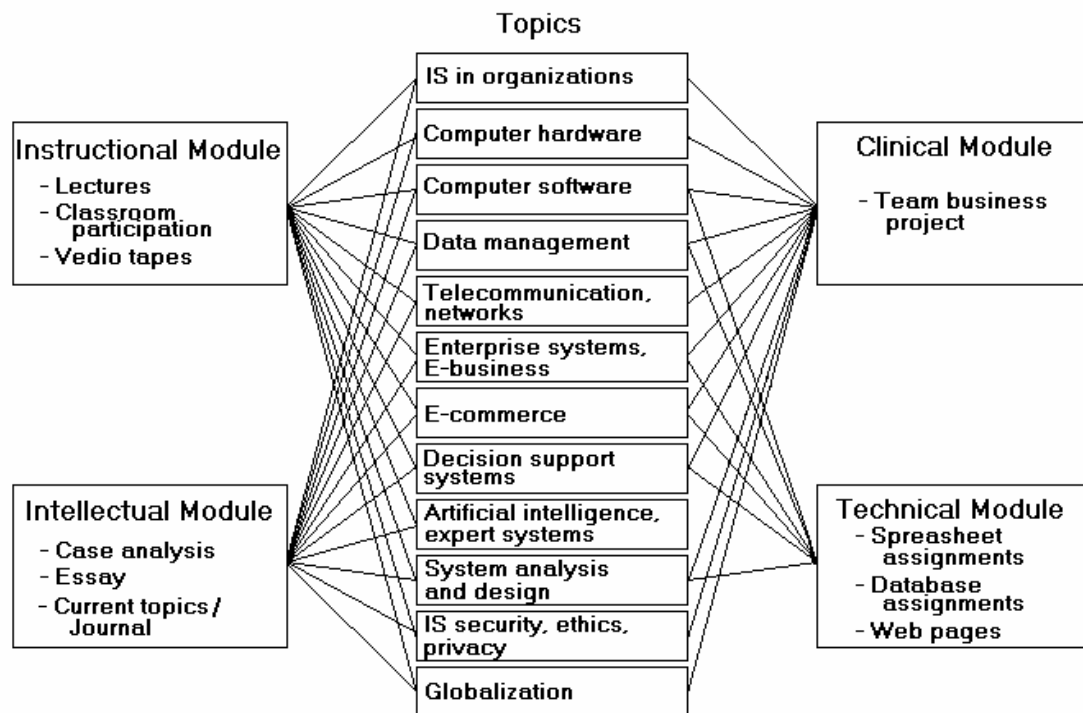 Topics
IS in organizations
Computer hardware
Computer software
Data management
Telecommunication,
networks
Enterprise systems,
E-business
E-commerce
Decision support
systems
Artificial intelligence,
expert systems
System analysis
and design
IS security, ethics,
privacy
Globalization
Instructional Module
- Lectures
- Classroom
participation
- Vedio tapes
Intellectual Module
- Case analysis
- Essay
- Current topics /
Journal
Clinical Module
- Team business
project
Technical Module
- Spreasheet
assignments
- Database
assignments
- Web pages